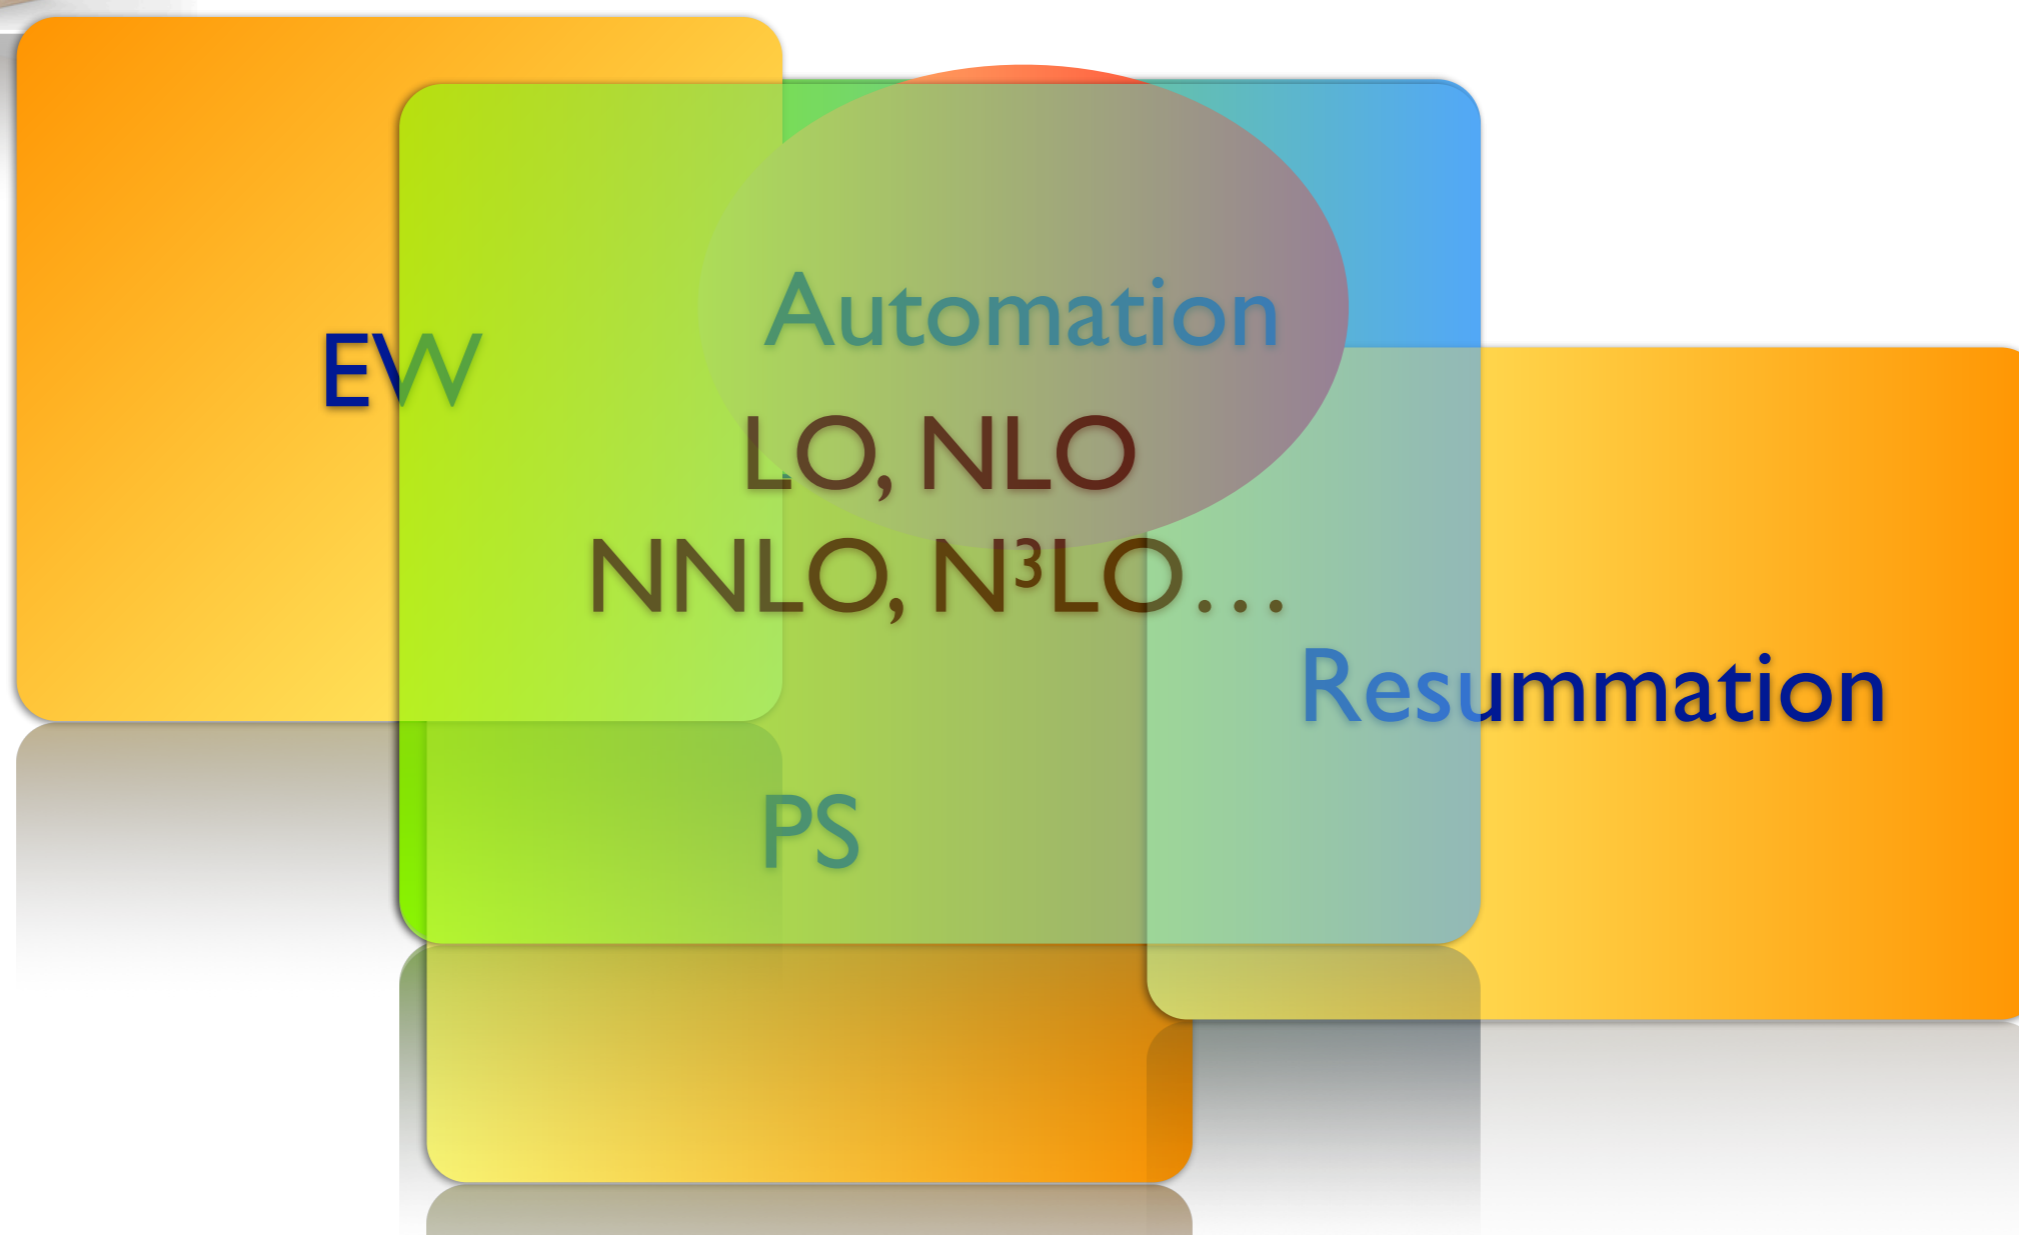 Automation
EW
LO, NLO
NNLO, N³LO…
Resummation
PS